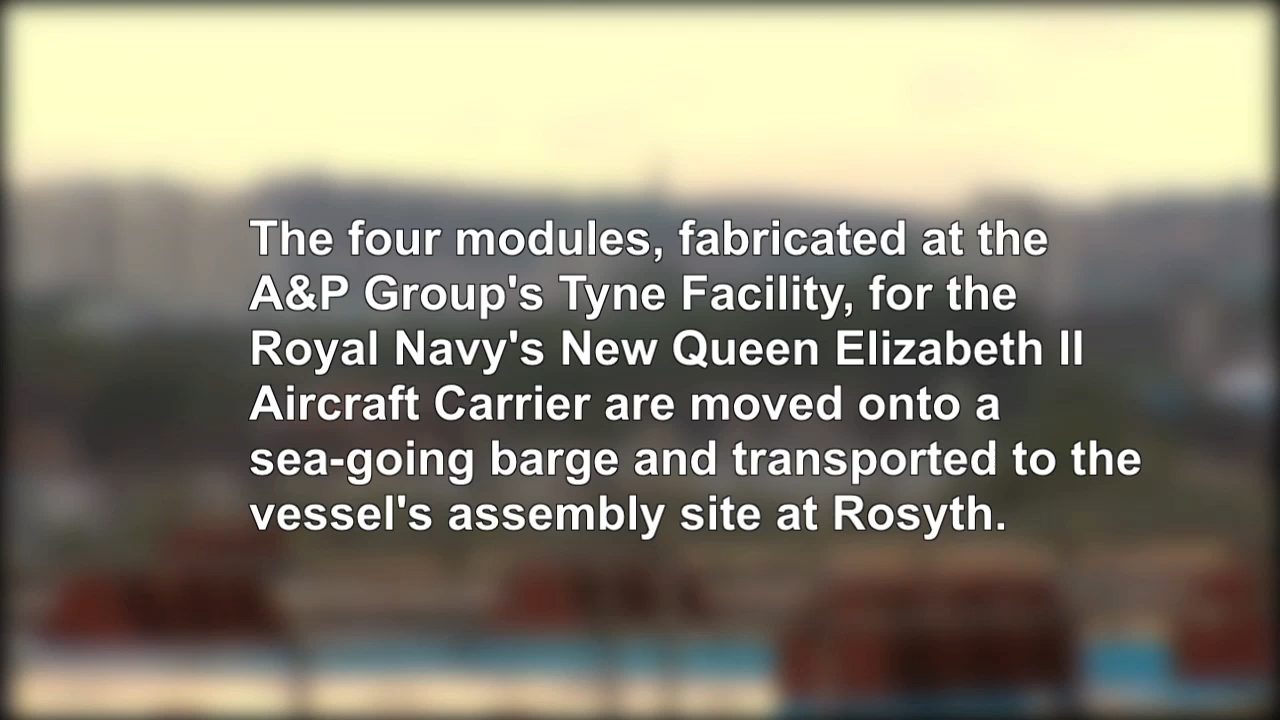 The four modules, fabricated at the
A&P Group's Tyne Facility, for the
Royal Navy's New Queen Elizabeth II
Aircraft Carrier are moved onto a
sea-going barge and transported to the
vessel's assembly site at Rosyth.